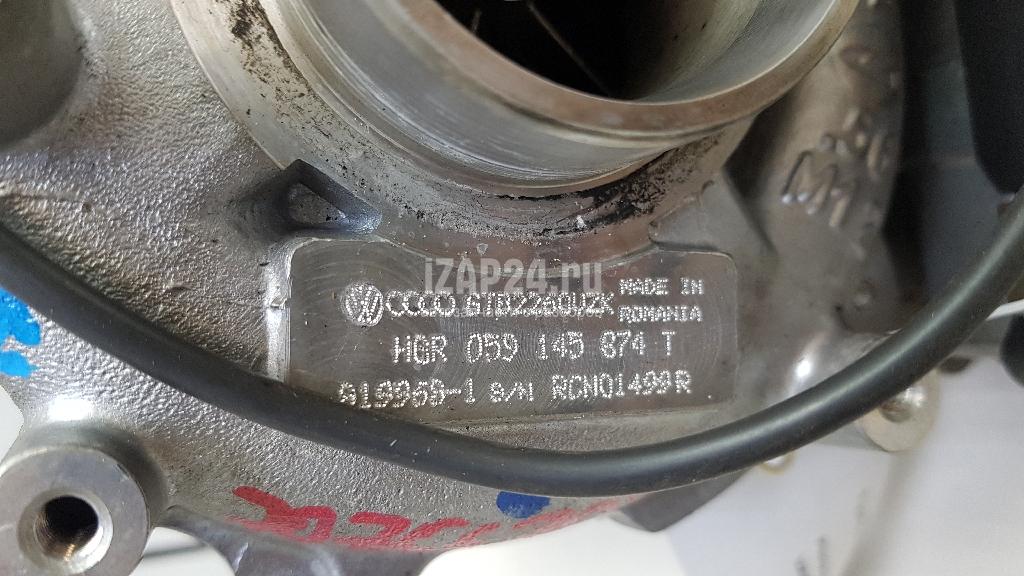 iZAP24.ru
GTB2260VZK MADE IN
ROMANIA
HGR 059 145 874 T
819968-1 S/N RCN01499R